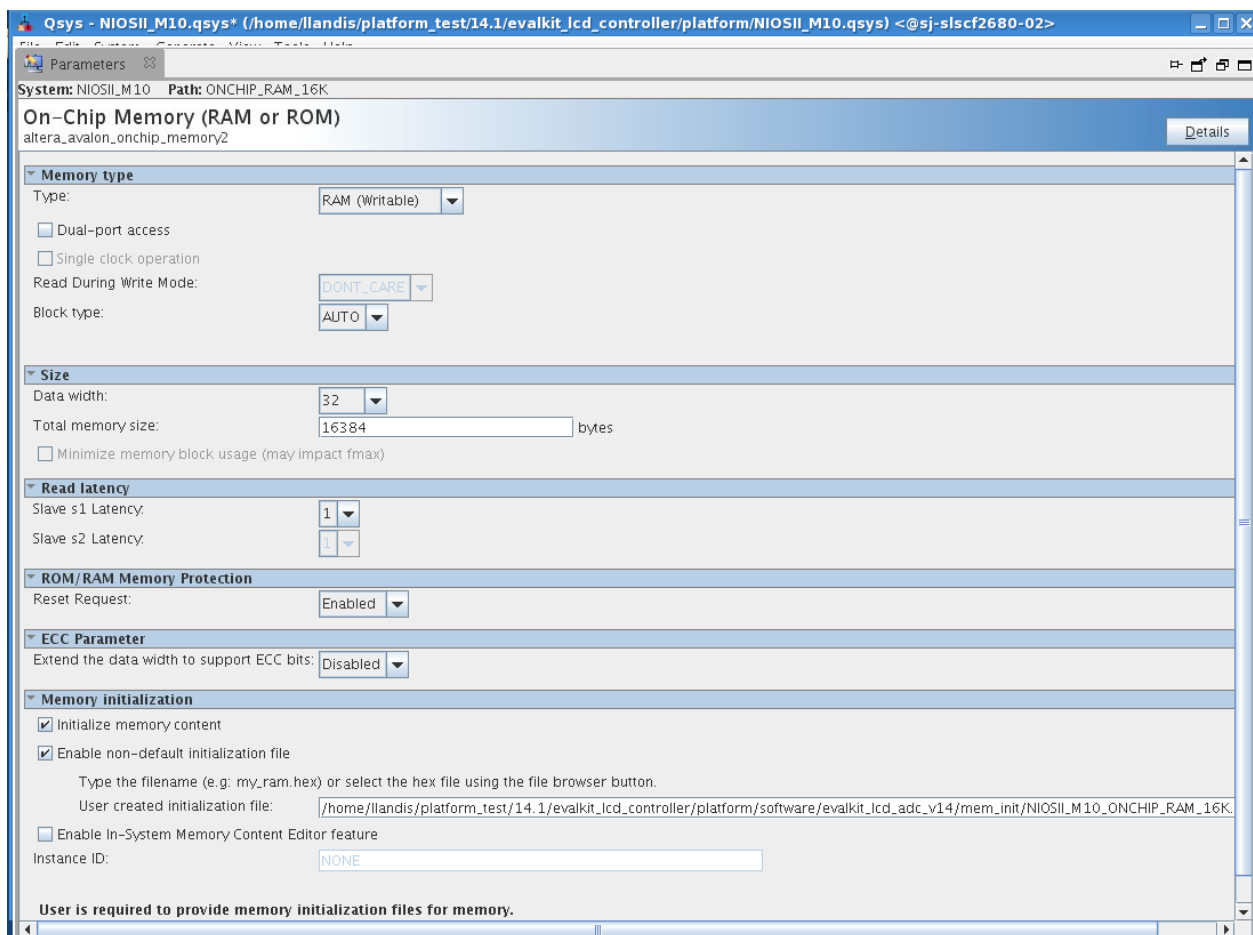 Qsys - NIOSII_M10.qsys* (/home/llandis/platform_test/14.1/evalkit_lcd_controller/platform/NIOSII_M10.qsys) <@sj-slscf2680-02>
File Edit System Generate View Tools Help
Parameters
System: NIOSII_M10 Path: ONCHIP_RAM_16K
On-Chip Memory (RAM or ROM)
altera_avalon_onchip_memory2
Details
Memory type
Type: RAM (Writable)
Dual-port access
Single clock operation
Read During Write Mode: DONT_CARE
Block type: AUTO
Size
Data width: 32
Total memory size: 16384 bytes
Minimize memory block usage (may impact fmax)
Read latency
Slave s1 Latency: 1
Slave s2 Latency: 1
ROM/RAM Memory Protection
Reset Request: Enabled
ECC Parameter
Extend the data width to support ECC bits: Disabled
Memory initialization
Initialize memory content
Enable non-default initialization file
Type the filename (e.g: my_ram.hex) or select the hex file using the file browser button.
User created initialization file: /home/llandis/platform_test/14.1/evalkit_lcd_controller/platform/software/evalkit_lcd_adc_v14/mem_init/NIOSII_M10_ONCHIP_RAM_16K.
Enable In-System Memory Content Editor feature
Instance ID: NONE
User is required to provide memory initialization files for memory.